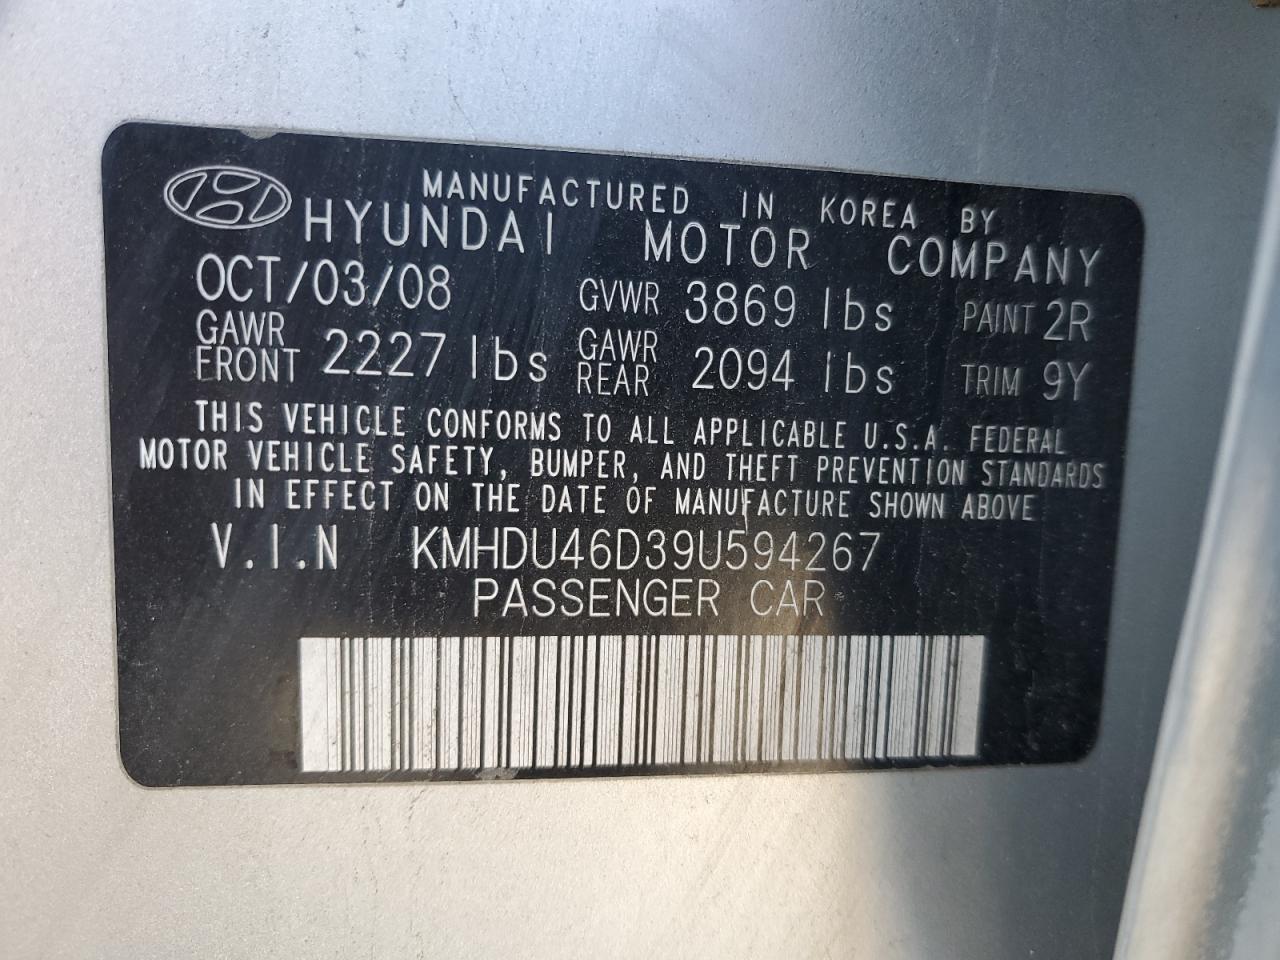 MANUFACTURED IN KOREA BY
HYUNDAI MOTOR COMPANY
OCT/03/08 GVWR 3869 lbs PAINT 2R
GAWR FRONT 2227 lbs GAWR REAR 2094 lbs TRIM 9Y
THIS VEHICLE CONFORMS TO ALL APPLICABLE U.S.A. FEDERAL
MOTOR VEHICLE SAFETY, BUMPER, AND THEFT PREVENTION STANDARDS
IN EFFECT ON THE DATE OF MANUFACTURE SHOWN ABOVE
V.I.N KMHDU46D39U594267
PASSENGER CAR